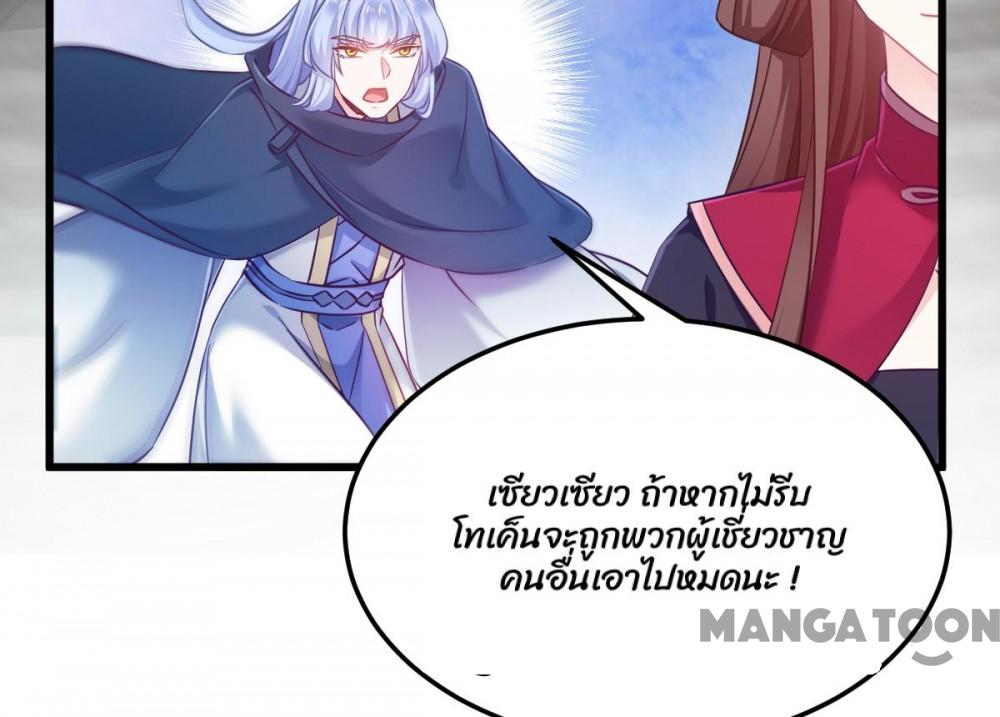 เซียวเซียว ถ้าหากไม่รีบ
โทเค็นจะถูกพวกผู้เชี่ยวชาญ
คนอื่นเอาไปหมดนะ !
MANGATOON